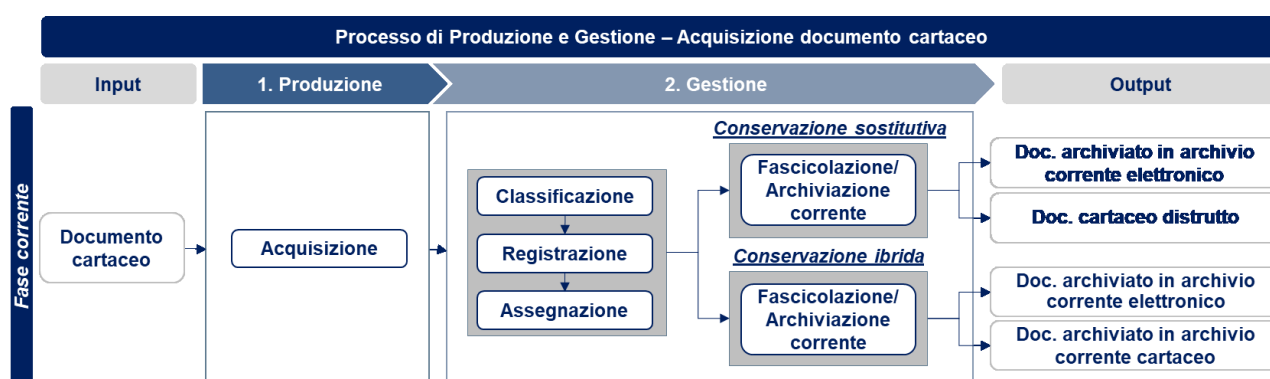 Processo di Produzione e Gestione – Acquisizione documento cartaceo
Input
1. Produzione
2. Gestione
Output
Fase corrente
Documento
cartaceo
Acquisizione
Classificazione
Registrazione
Assegnazione
Conservazione sostitutiva
Fascicolazione/
Archiviazione
corrente
Conservazione ibrida
Fascicolazione/
Archiviazione
corrente
Doc. archiviato in archivio
corrente elettronico
Doc. cartaceo distrutto
Doc. archiviato in archivio
corrente elettronico
Doc. archiviato in archivio
corrente cartaceo